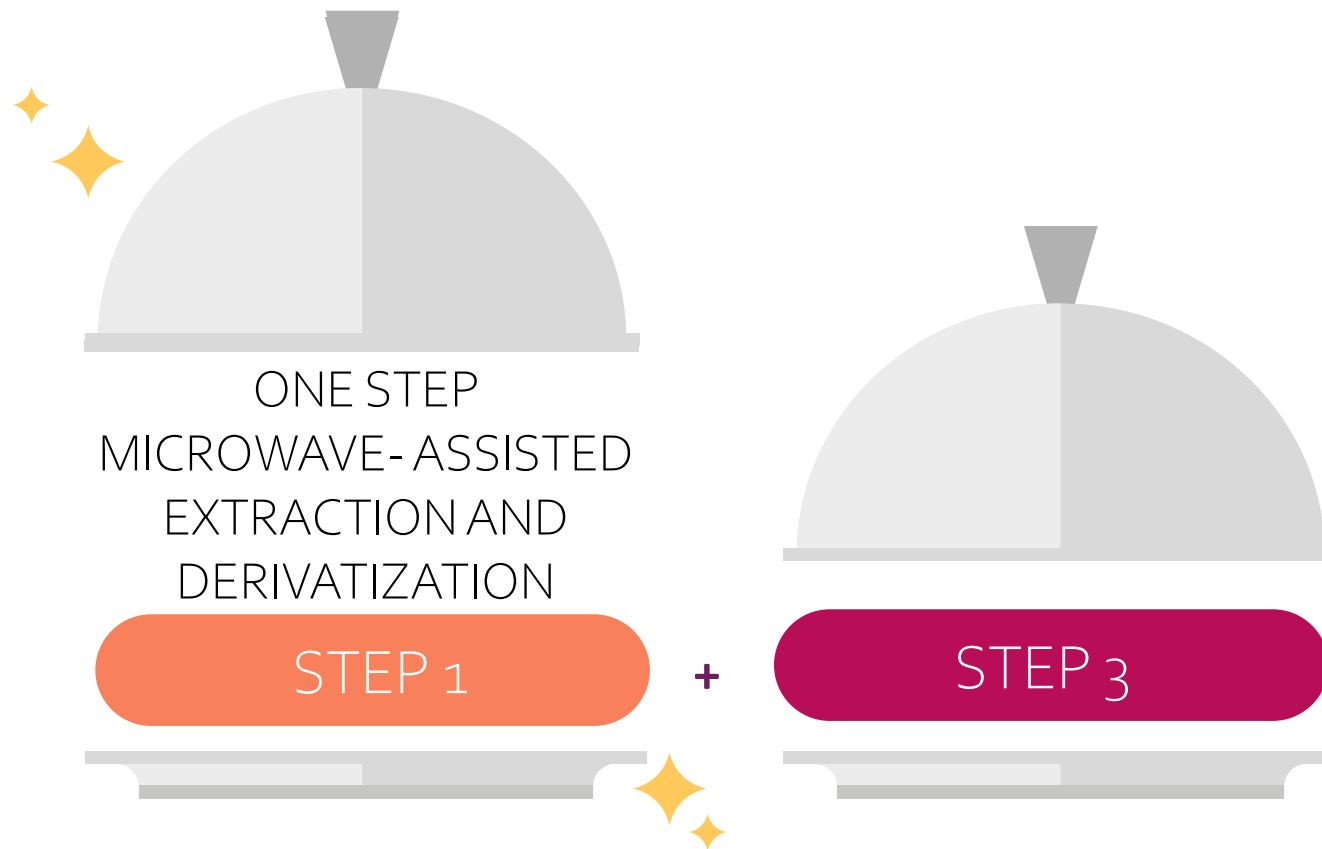 ONE STEP
MICROWAVE- ASSISTED
EXTRACTION AND
DERIVATIZATION
STEP 1
+
STEP 3